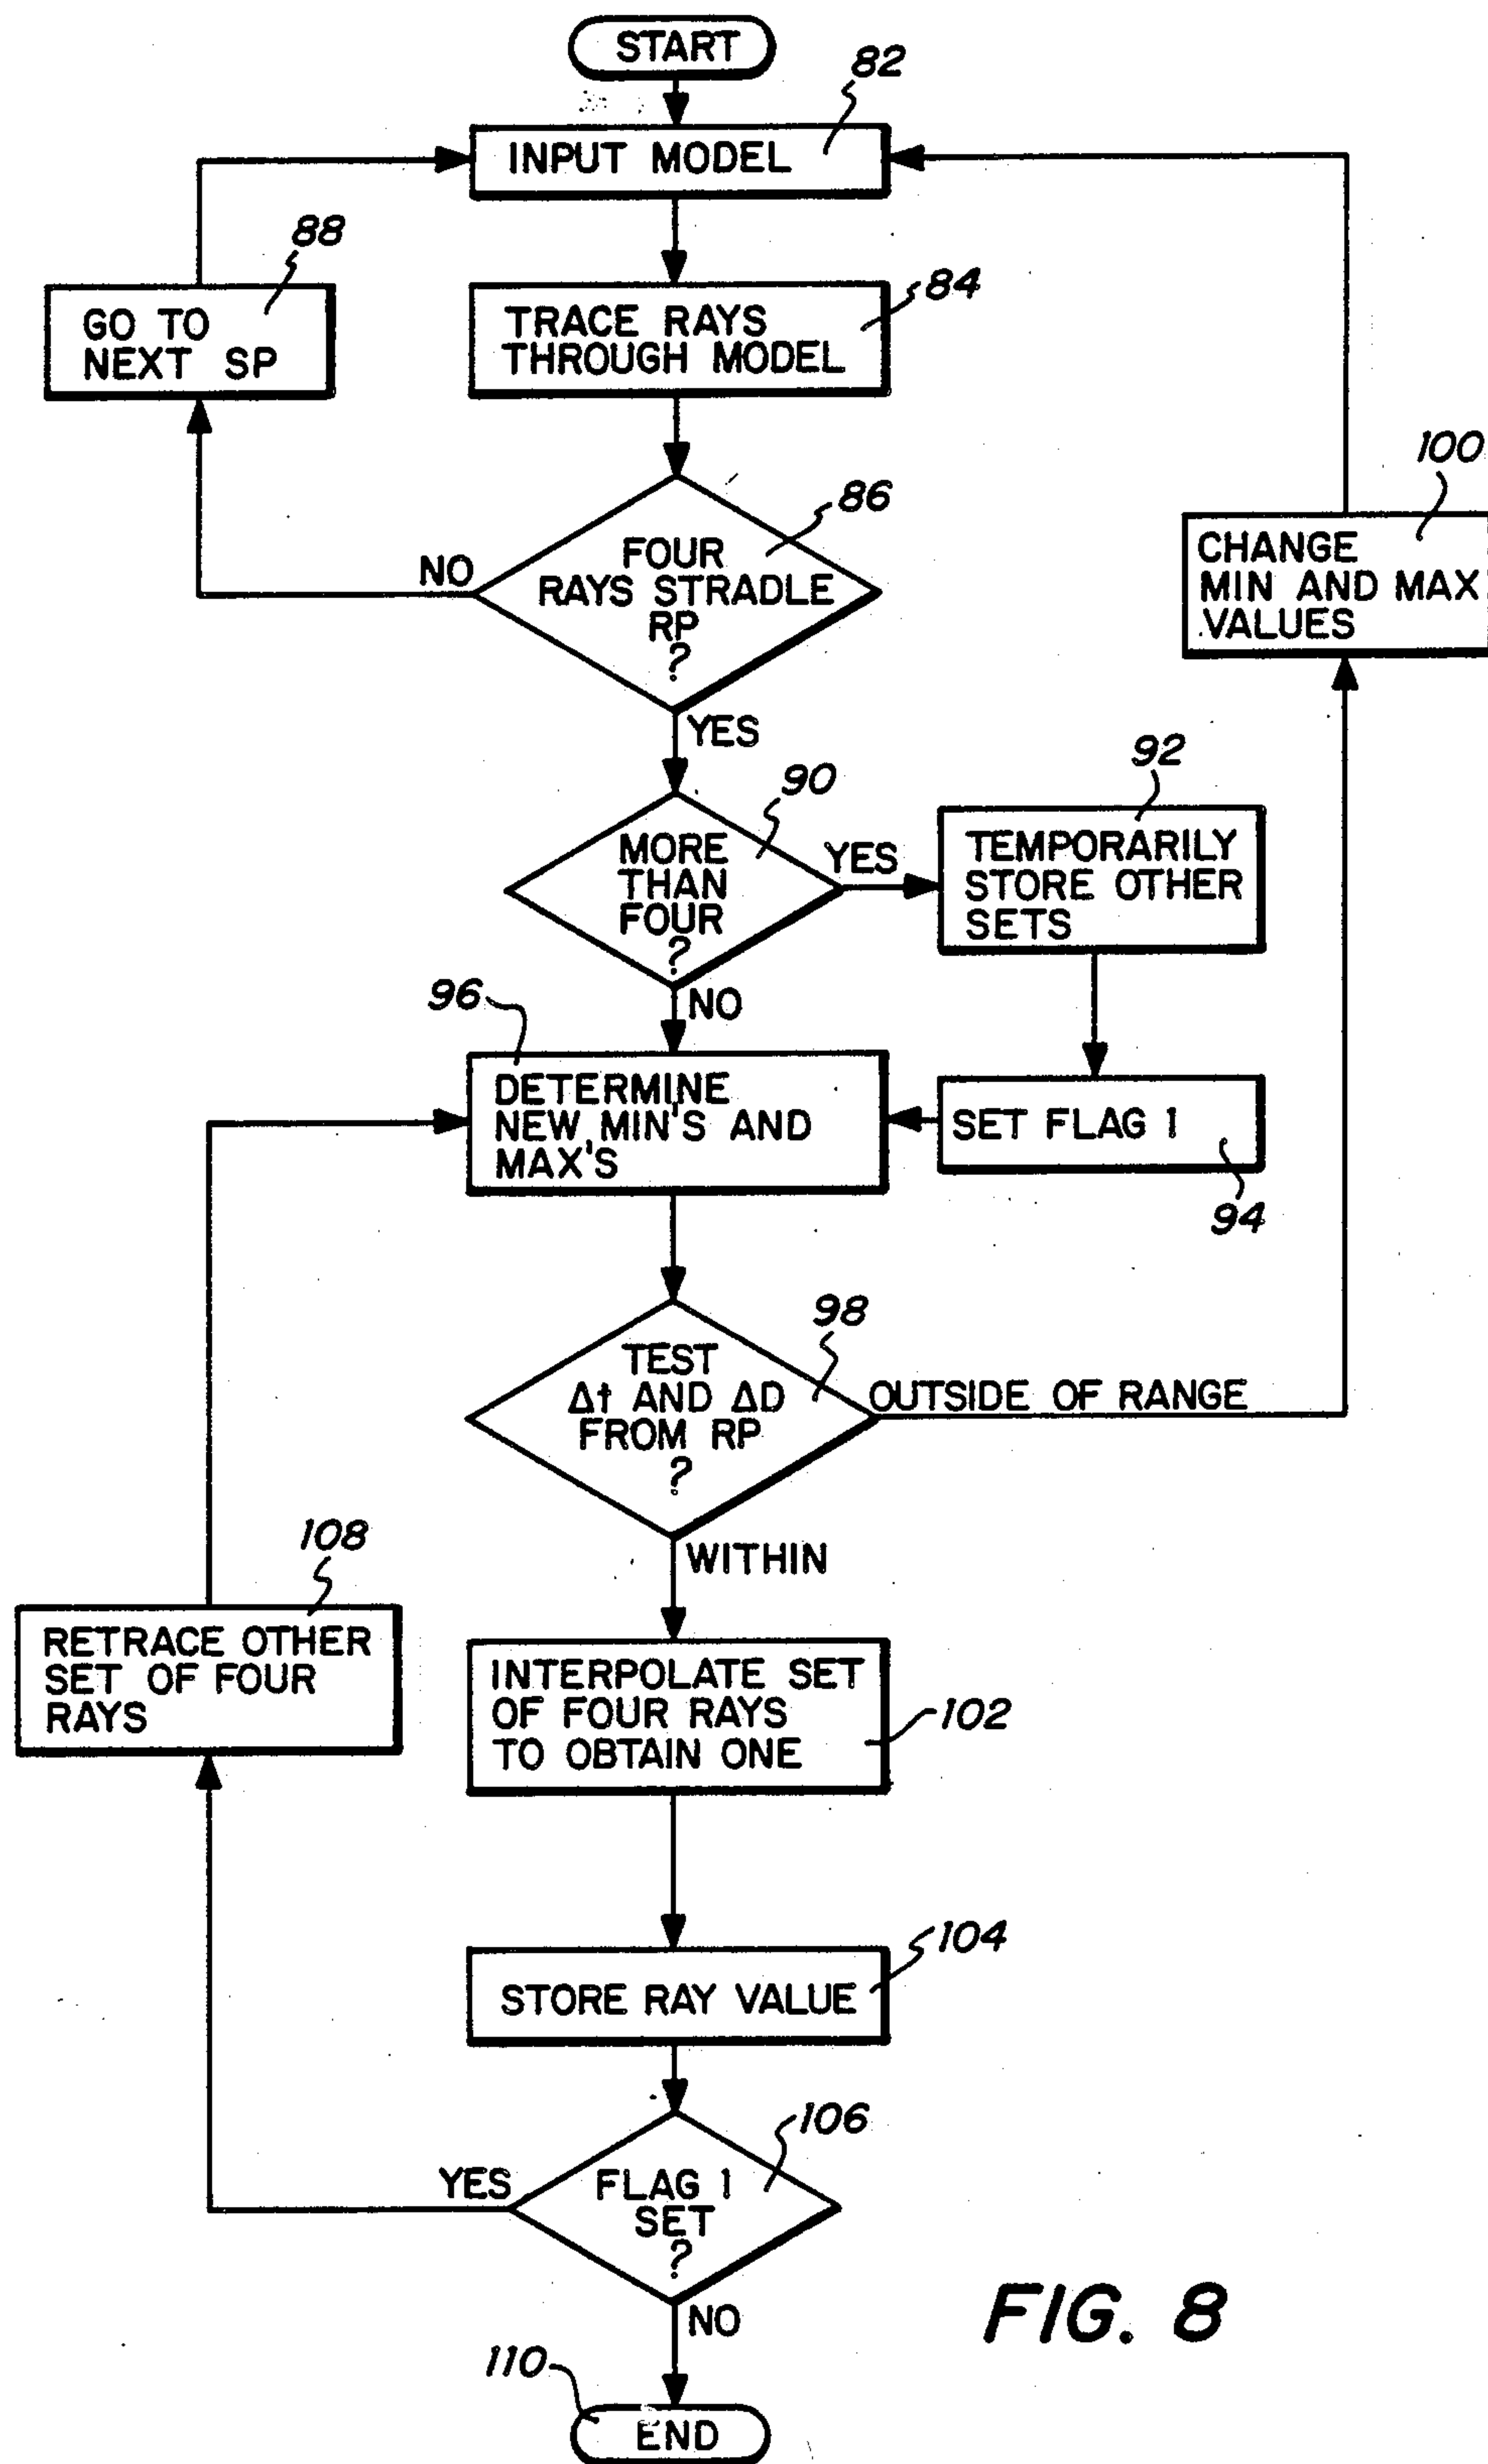 START
82
INPUT MODEL
88
GO TO
NEXT SP
84
TRACE RAYS
THROUGH MODEL
100
CHANGE
MIN AND MAX
VALUES
86
FOUR
RAYS STRADLE
RP
?
NO
YES
90
MORE
THAN
FOUR
?
YES
92
TEMPORARILY
STORE OTHER
SETS
NO
96
DETERMINE
NEW MIN'S AND
MAX'S
SET FLAG 1
94
98
TEST
Δt AND ΔD
FROM RP
?
OUTSIDE OF RANGE
WITHIN
108
RETRACE OTHER
SET OF FOUR
RAYS
INTERPOLATE SET
OF FOUR RAYS
TO OBTAIN ONE
102
104
STORE RAY VALUE
106
FLAG 1
SET
?
YES
NO
110
END
FIG. 8